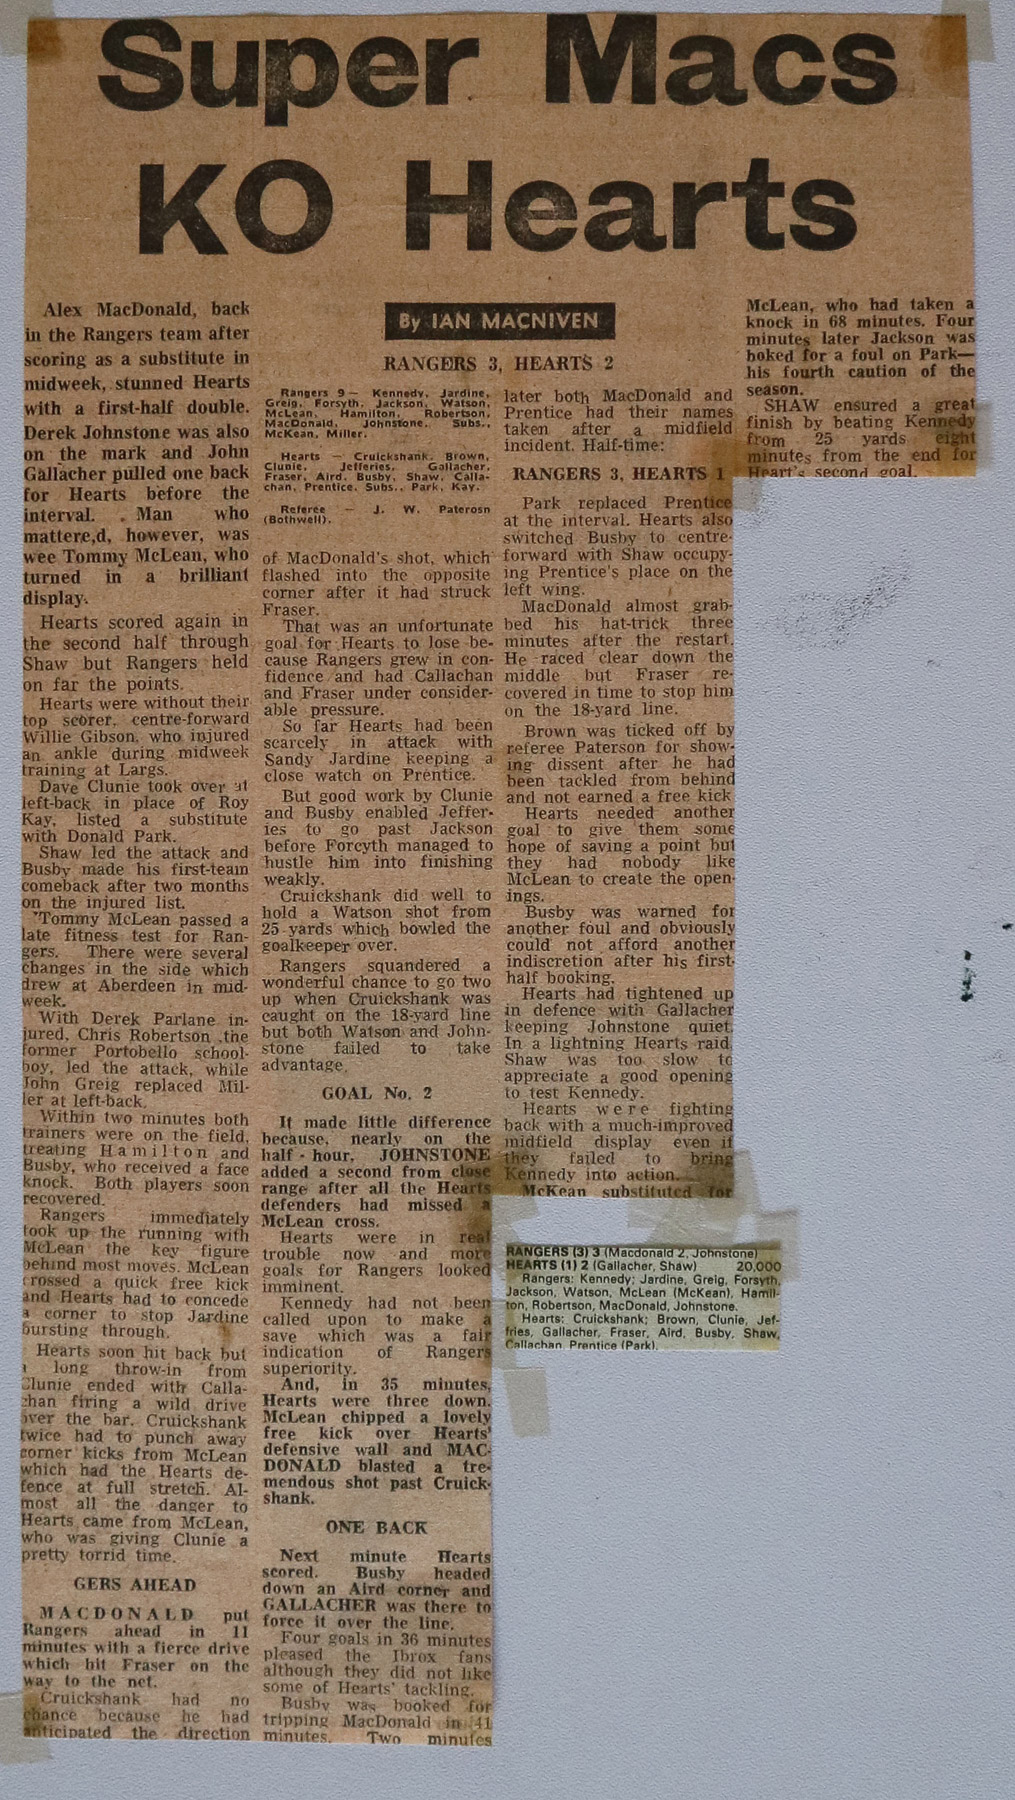 Super Macs
KO Hearts
Alex MacDonald, back
in the Rangers team after
scoring as a substitute in
midweek, stunned Hearts
with a first-half double.
Derek Johnstone was also
on the mark and John
Gallacher pulled one back
for Hearts before the
interval. . Man who
mattere,d, however, was
wee Tommy McLean, who
turned in a brilliant
display.
Hearts scored again in
the second half through
Shaw but Rangers held
on far the points.
Hearts were without their
top scorer, centre-forward
Willie Gibson, who injured
an ankle during midweek
training at Largs.
Dave Clunie took over at
left-back in place of Roy
Kay, listed a substitute
with Donald Park.
Shaw led the attack and
Busby made his first-team
comeback after two months
on the injured list.
"Tommy McLean passed a
late fitness test for Ran-
gers. There were several
changes in the side which
drew at Aberdeen in mid-
week.
With Derek Parlane in-
jured, Chris Robertson ,the
former Portobello school-
boy, led the attack, while
John Greig replaced Mil-
ler at left-back.
Within two minutes both
trainers were on the field,
treating Hamilton and
Busby, who received a face
knock. Both players soon
recovered.
Rangers immediately
took up the running with
McLean the key figure
behind most moves. McLean
crossed a quick free kick
and Hearts had to concede
a corner to stop Jardine
bursting through.
Hearts soon hit back but
a long throw-in from
Clunie ended with Calla-
chan firing a wild drive
over the bar. Cruickshank
twice had to punch away
corner kicks from McLean
which had the Hearts de-
fence at full stretch. Al-
most all the danger to
Hearts came from McLean,
who was giving Clunie a
pretty torrid time.
GERS AHEAD
MACDONALD put
Rangers ahead in 11
minutes with a fierce drive
which hit Fraser on the
way to the net.
Cruickshank had no
chance because he had
anticipated the direction
By IAN MACNIVEN
RANGERS 3, HEARTS 2
Rangers 9— Kennedy, Jardine,
Greig, Forsyth, Jackson, Watson,
McLean, Hamilton, Robertson,
MacDonald, Johnstone. Subs.,
McKean, Miller.
Hearts — Cruickshank, Brown,
Clunie, Jefferies, Gallacher,
Fraser, Aird, Busby, Shaw, Calla-
chan, Prentice. Subs., Park, Kay.
Referee — J. W. Paterosn
(Bothwell).
of MacDonald's shot, which
flashed into the opposite
corner after it had struck
Fraser.
That was an unfortunate
goal for Hearts to lose be-
cause Rangers grew in con-
fidence and had Callachan
and Fraser under consider-
able pressure.
So far Hearts had been
scarcely in attack with
Sandy Jardine keeping a
close watch on Prentice.
But good work by Clunie
and Busby enabled Jeffer-
ies to go past Jackson
before Forcyth managed to
hustle him into finishing
weakly.
Cruickshank did well to
hold a Watson shot from
25 yards which bowled the
goalkeeper over.
Rangers squandered a
wonderful chance to go two
up when Cruickshank was
caught on the 18-yard line
but both Watson and John-
stone failed to take
advantage.
GOAL No. 2
It made little difference
because, nearly on the
half-hour, JOHNSTONE
added a second from close
range after all the Hearts
defenders had missed a
McLean cross.
Hearts were in real
trouble now and more
goals for Rangers looked
imminent.
Kennedy had not been
called upon to make a
save which was a fair
indication of Rangers
superiority.
And, in 35 minutes,
Hearts were three down.
McLean chipped a lovely
free kick over Hearts'
defensive wall and MAC-
DONALD blasted a tre-
mendous shot past Cruick-
shank.
ONE BACK
Next minute Hearts
scored. Busby headed
down an Aird corner and
GALLACHER was there to
force it over the line.
Four goals in 36 minutes
pleased the Ibrox fans
although they did not like
some of Hearts' tackling.
Busby was booked for
tripping MacDonald in 41
minutes. Two minutes
later both MacDonald and
Prentice had their names
taken after a midfield
incident. Half-time:
RANGERS 3, HEARTS 1
Park replaced Prentice
at the interval. Hearts also
switched Busby to centre-
forward with Shaw occupy-
ing Prentice's place on the
left wing.
MacDonald almost grab-
bed his hat-trick three
minutes after the restart.
He raced clear down the
middle but Fraser re-
covered in time to stop him
on the 18-yard line.
Brown was ticked off by
referee Paterson for show-
ing dissent after he had
been tackled from behind
and not earned a free kick
Hearts needed another
goal to give them some
hope of saving a point but
they had nobody like
McLean to create the open-
ings.
Busby was warned for
another foul and obviously
could not afford another
indiscretion after his first-
half booking.
Hearts had tightened up
in defence with Gallacher
keeping Johnstone quiet.
In a lightning Hearts raid,
Shaw was too slow to
appreciate a good opening
to test Kennedy.
Hearts were fighting
back with a much-improved
midfield display even if
they failed to bring
Kennedy into action.
McKean substituted for
McLean, who had taken a
knock in 68 minutes. Four
minutes later Jackson was
boked for a foul on Park—
his fourth caution of the
season.
SHAW ensured a great
finish by beating Kennedy
from 25 yards eight
minutes from the end for
Heart's second goal.
RANGERS (3) 3 (Macdonald 2, Johnstone)
HEARTS (1) 2 (Gallacher, Shaw) 20,000
Rangers: Kennedy; Jardine, Greig, Forsyth,
Jackson, Watson, McLean (McKean), Hamil-
ton, Robertson, MacDonald, Johnstone.
Hearts: Cruickshank; Brown, Clunie, Jef-
fries, Gallacher, Fraser, Aird, Busby, Shaw,
Callachan, Prentice (Park).